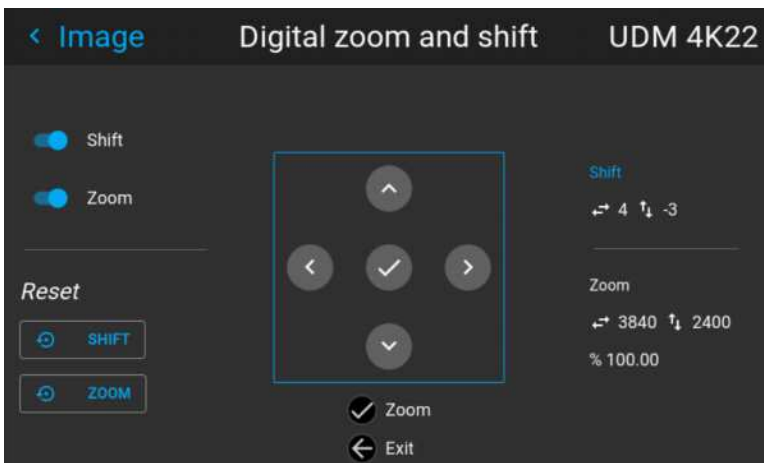 Image
Digital zoom and shift
UDM 4K22
Shift
Zoom
Reset
SHIFT
ZOOM
Zoom
Exit
Shift
4 -3
Zoom
3840 2400
% 100.00